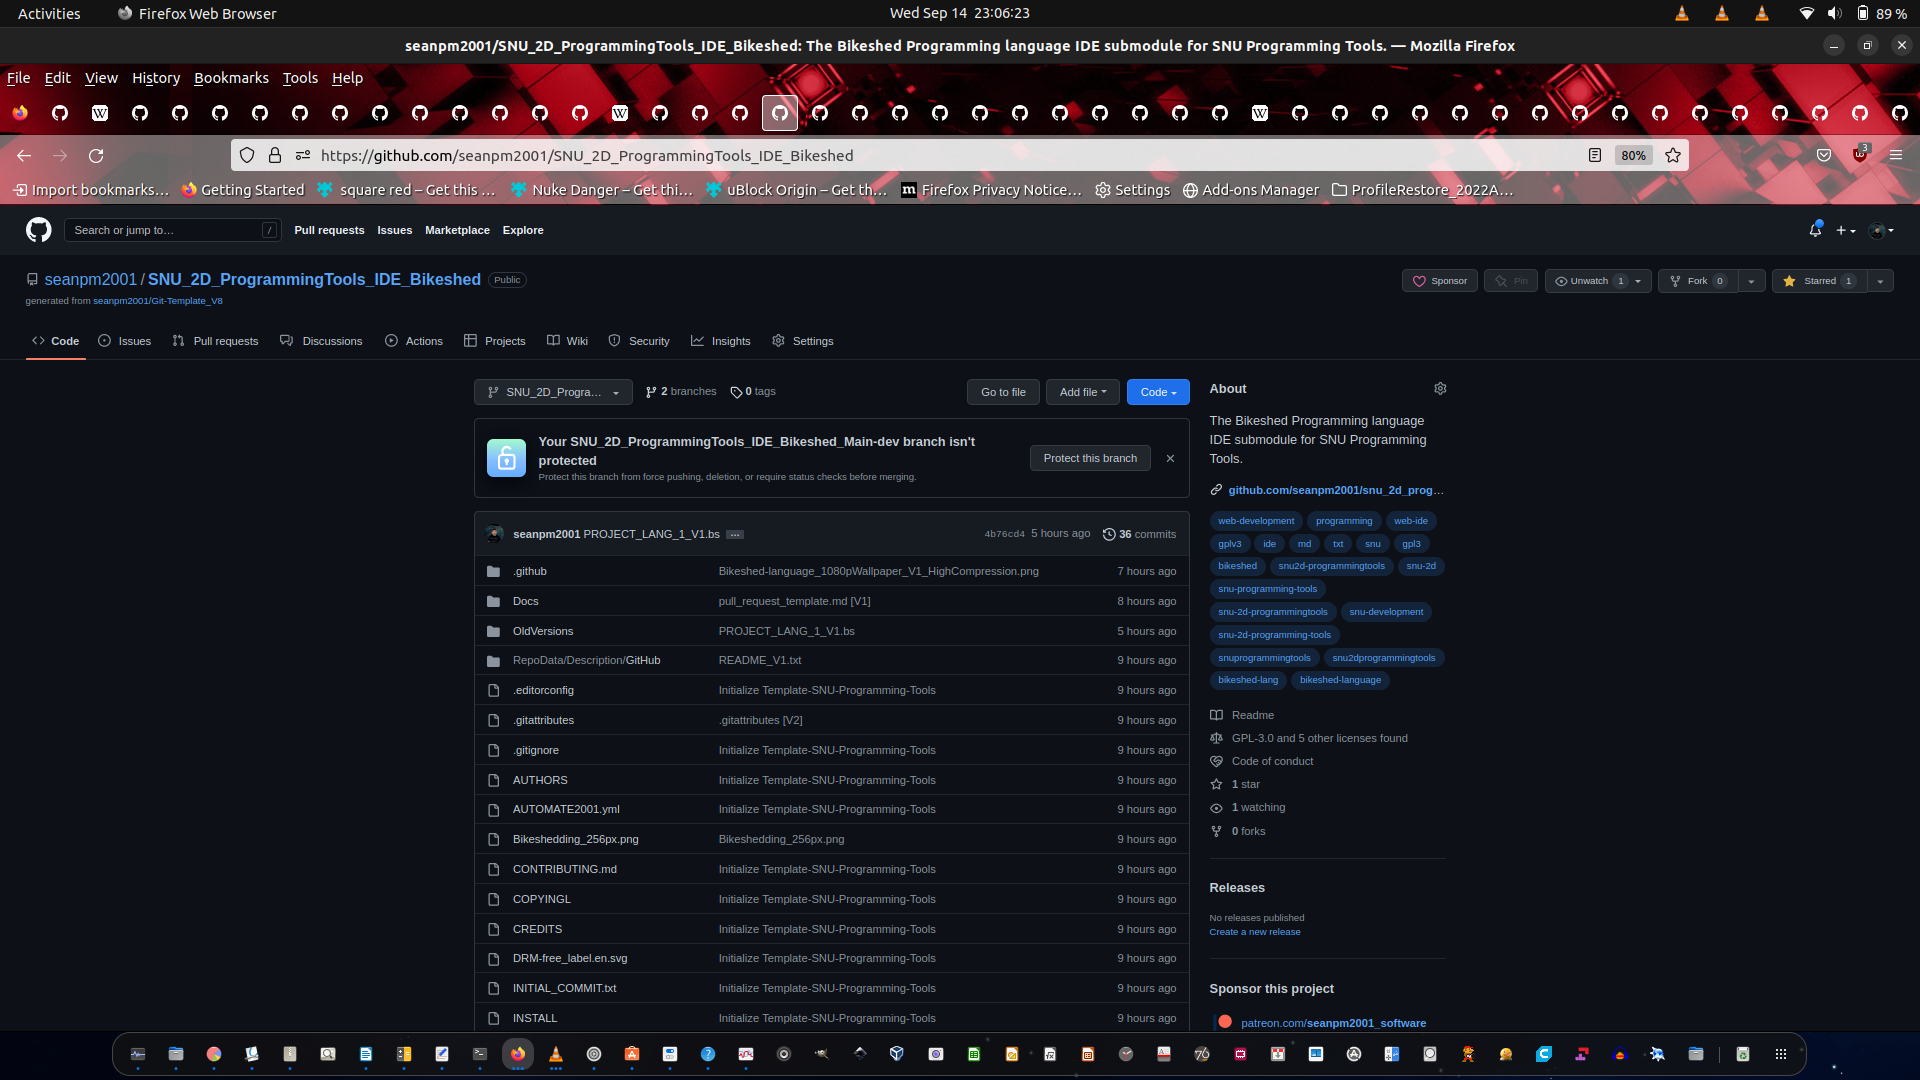 Activities
Firefox Web Browser
Wed Sep 14 23:06:23
89 %
seanpm2001/SNU_2D_ProgrammingTools_IDE_Bikeshed: The Bikeshed Programming language IDE submodule for SNU Programming Tools. — Mozilla Firefox
File Edit View History Bookmarks Tools Help
https://github.com/seanpm2001/SNU_2D_ProgrammingTools_IDE_Bikeshed
80%
3
Import bookmarks…
Getting Started
square red – Get this …
Nuke Danger – Get thi…
uBlock Origin – Get th…
Firefox Privacy Notice…
Settings
Add-ons Manager
ProfileRestore_2022A…
Search or jump to…
/
Pull requests Issues Marketplace Explore
seanpm2001 / SNU_2D_ProgrammingTools_IDE_Bikeshed Public
generated from seanpm2001/Git-Template_V8
Sponsor
Pin
Unwatch 1
Fork 0
Starred 1
Code
Issues
Pull requests
Discussions
Actions
Projects
Wiki
Security
Insights
Settings
SNU_2D_Progra…
2 branches
0 tags
Go to file
Add file
Code
Your SNU_2D_ProgrammingTools_IDE_Bikeshed_Main-dev branch isn't
protected
Protect this branch from force pushing, deletion, or require status checks before merging.
Protect this branch
seanpm2001 PROJECT_LANG_1_V1.bs …
4b76cd4 5 hours ago
36 commits
.github Bikeshed-language_1080pWallpaper_V1_HighCompression.png 7 hours ago
Docs pull_request_template.md [V1] 8 hours ago
OldVersions PROJECT_LANG_1_V1.bs 5 hours ago
RepoData/Description/GitHub README_V1.txt 9 hours ago
.editorconfig Initialize Template-SNU-Programming-Tools 9 hours ago
.gitattributes .gitattributes [V2] 9 hours ago
.gitignore Initialize Template-SNU-Programming-Tools 9 hours ago
AUTHORS Initialize Template-SNU-Programming-Tools 9 hours ago
AUTOMATE2001.yml Initialize Template-SNU-Programming-Tools 9 hours ago
Bikeshedding_256px.png Bikeshedding_256px.png 9 hours ago
CONTRIBUTING.md Initialize Template-SNU-Programming-Tools 9 hours ago
COPYINGL Initialize Template-SNU-Programming-Tools 9 hours ago
CREDITS Initialize Template-SNU-Programming-Tools 9 hours ago
DRM-free_label.en.svg Initialize Template-SNU-Programming-Tools 9 hours ago
INITIAL_COMMIT.txt Initialize Template-SNU-Programming-Tools 9 hours ago
INSTALL Initialize Template-SNU-Programming-Tools 9 hours ago
About
The Bikeshed Programming language
IDE submodule for SNU Programming
Tools.
github.com/seanpm2001/snu_2d_prog…
web-development programming web-ide
gplv3 ide md txt snu gpl3
bikeshed snu2d-programmingtools snu-2d
snu-programming-tools
snu-2d-programmingtools snu-development
snu-2d-programming-tools
snuprogrammingtools snu2dprogrammingtools
bikeshed-lang bikeshed-language
Readme
GPL-3.0 and 5 other licenses found
Code of conduct
1 star
1 watching
0 forks
Releases
No releases published
Create a new release
Sponsor this project
patreon.com/seanpm2001_software